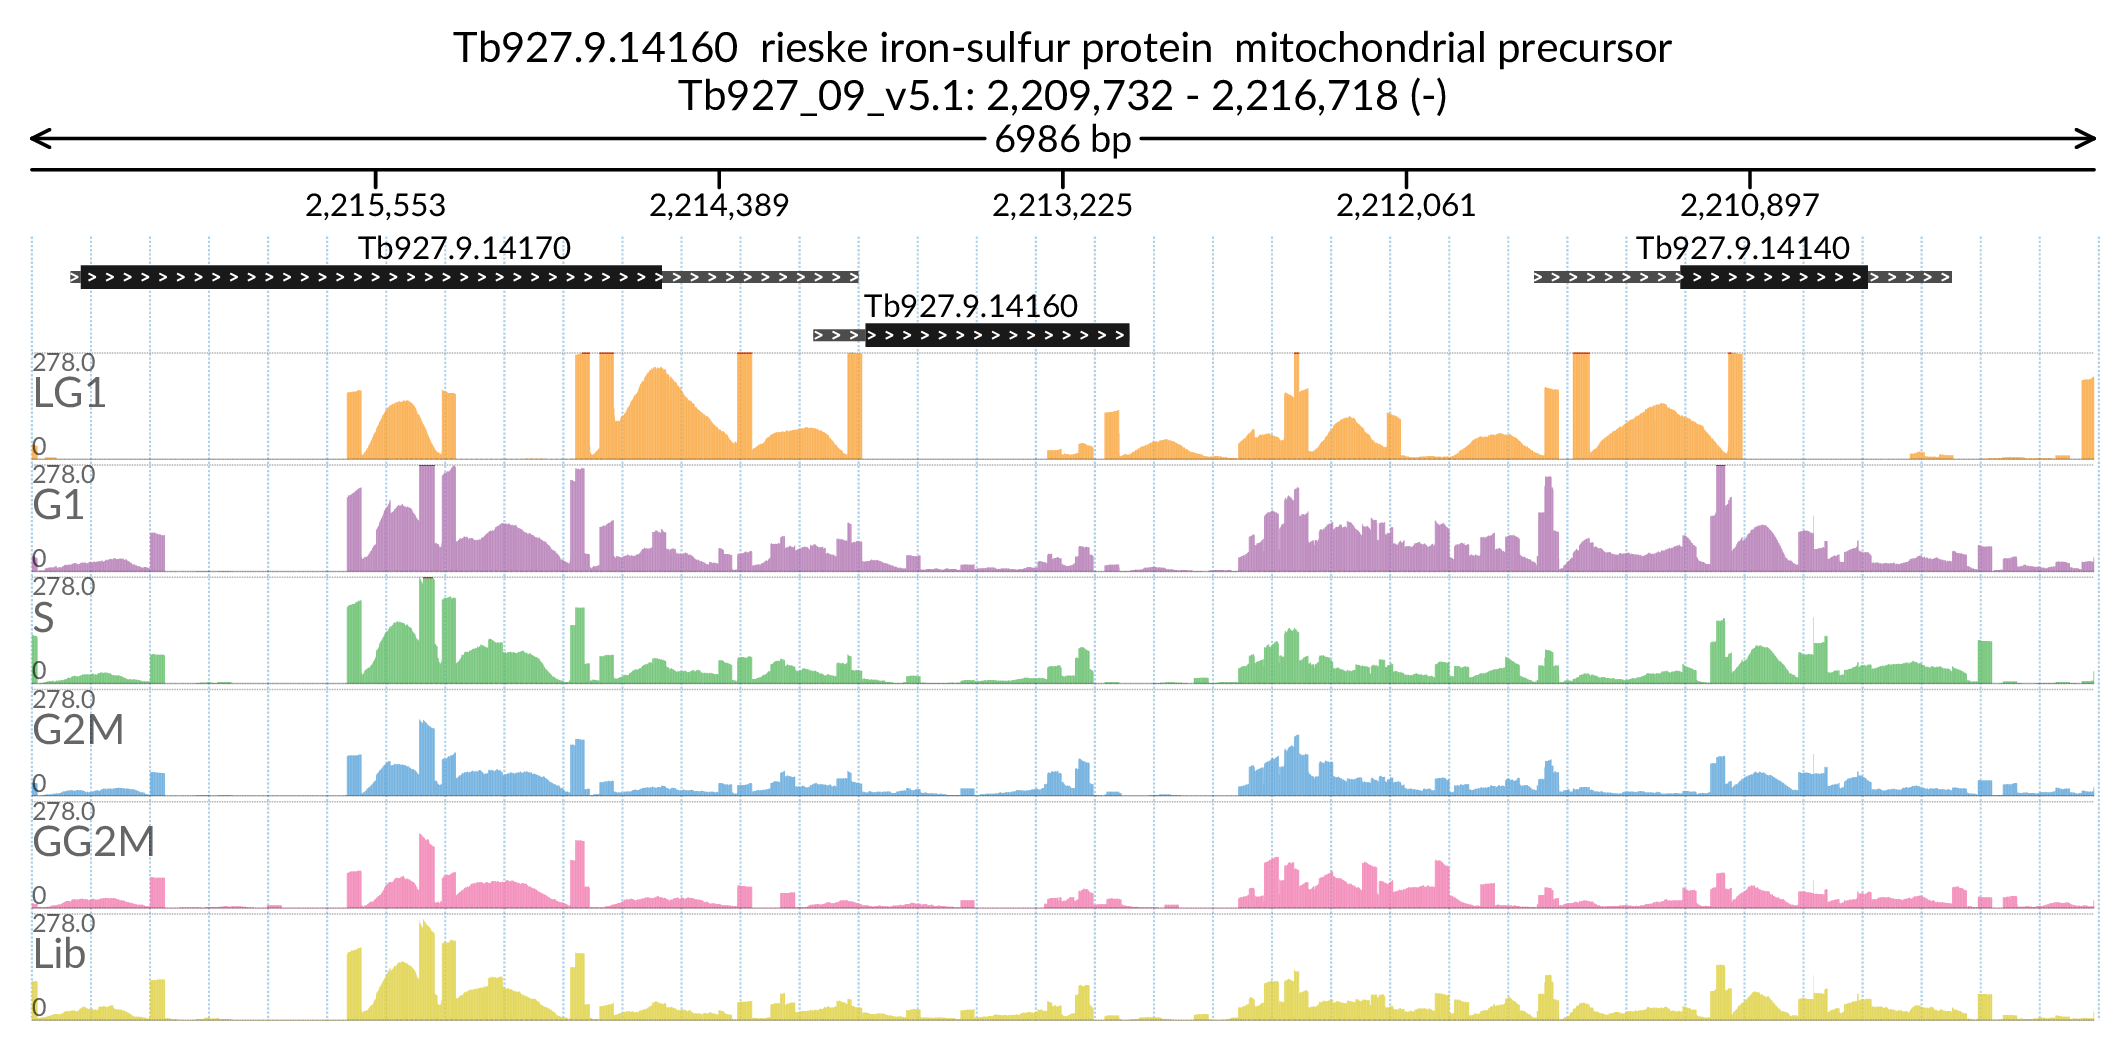 Tb927.9.14160  rieske iron-sulfur protein  mitochondrial precursor
Tb927_09_v5.1: 2,209,732 - 2,216,718 (-)
6986 bp
2,215,553 2,214,389 2,213,225 2,212,061 2,210,897
Tb927.9.14170 Tb927.9.14140
Tb927.9.14160
278.0
LG1
0
278.0
G1
0
278.0
S
0
278.0
G2M
0
278.0
GG2M
0
278.0
Lib
0